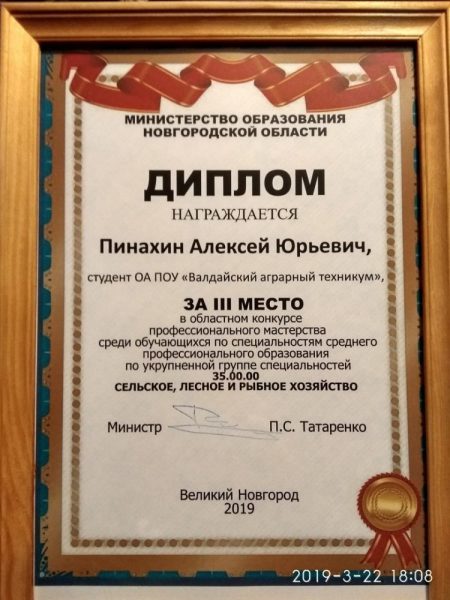 МИНИСТЕРСТВО ОБРАЗОВАНИЯ
НОВГОРОДСКОЙ ОБЛАСТИ
ДИПЛОМ
НАГРАЖДАЕТСЯ
Пинахин Алексей Юрьевич,
студент ОА ПОУ «Валдайский аграрный техникум»,
ЗА III МЕСТО
в областном конкурсе
профессионального мастерства
среди обучающихся по специальностям среднего
профессионального образования
по укрупненной группе специальностей
35.00.00
СЕЛЬСКОЕ, ЛЕСНОЕ И РЫБНОЕ ХОЗЯЙСТВО
Министр П.С. Татаренко
Великий Новгород
2019
2019-3-22 18:08